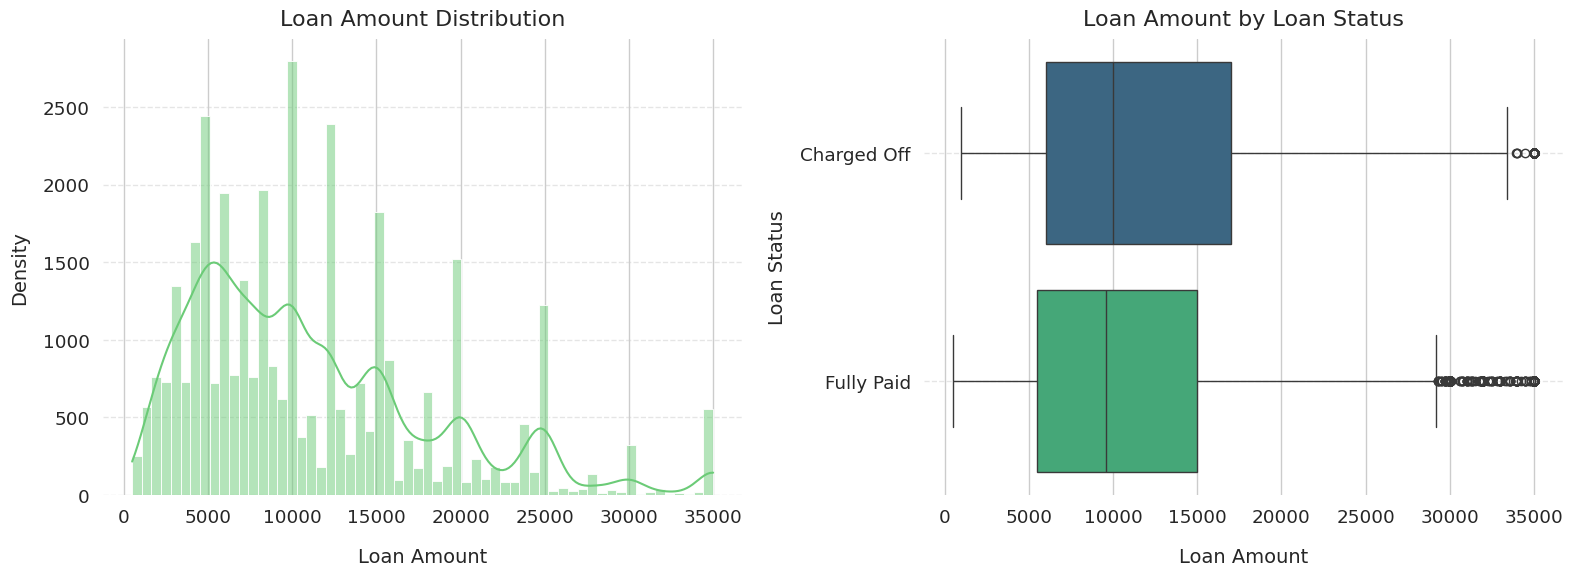 Loan Amount Distribution
Density
2500
2000
1500
1000
500
0
0 5000 10000 15000 20000 25000 30000 35000
Loan Amount
Loan Amount by Loan Status
Loan Status
Charged Off
Fully Paid
0 5000 10000 15000 20000 25000 30000 35000
Loan Amount